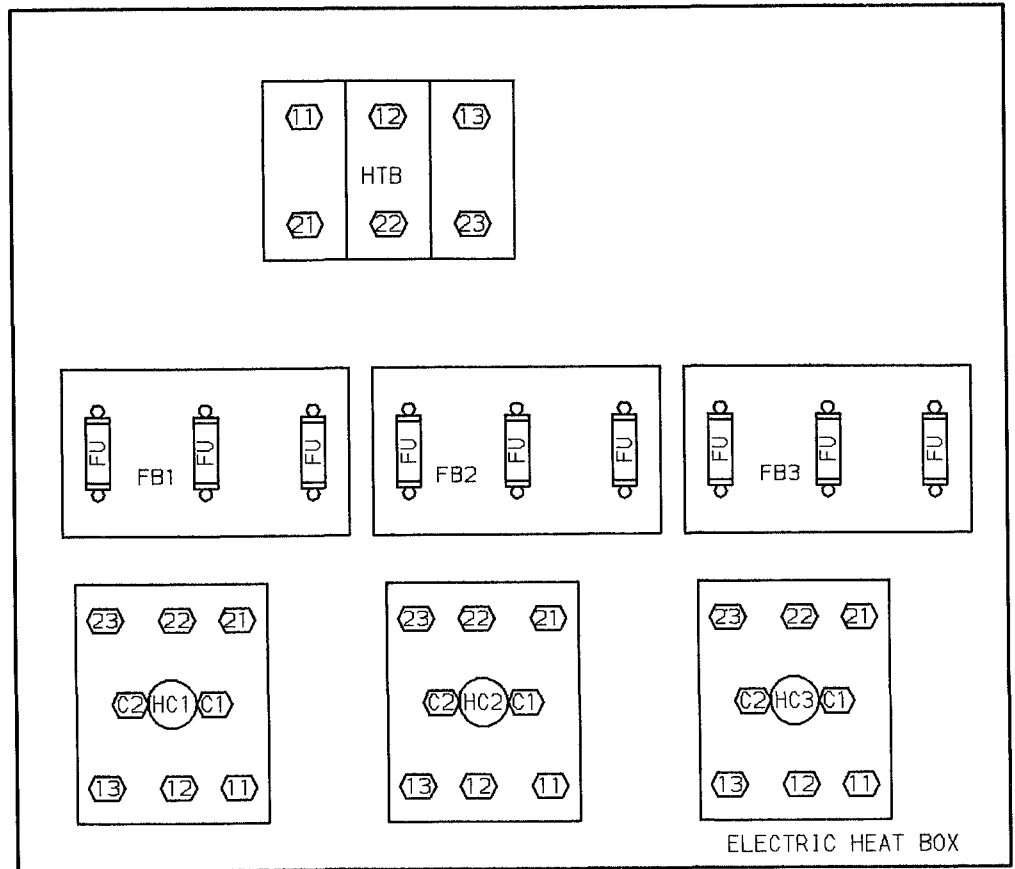 11 12 13
HTB
21 22 23
FU FU FU FU FU FU FU FU FU
FB1 FB2 FB3
23 22 21 23 22 21 23 22 21
C2 HC1 C1 C2 HC2 C1 C2 HC3 C1
13 12 11 13 12 11 13 12 11
ELECTRIC HEAT BOX